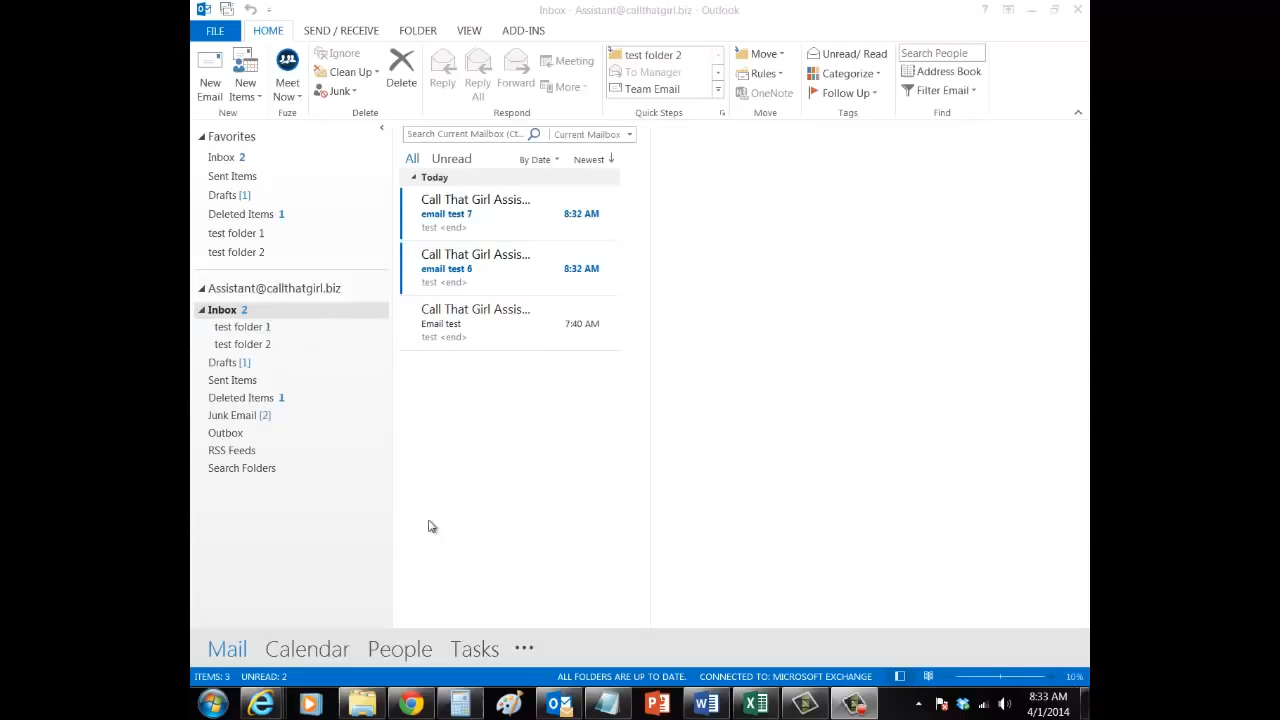 Inbox - Assistant@callthatgirl.biz - Outlook
FILE HOME SEND / RECEIVE FOLDER VIEW ADD-INS
New Email
New Items
Meet Now
Ignore
Clean Up
Junk
Delete
Reply
Reply All
Forward
Meeting
More
test folder 2
To Manager
Team Email
Move
Rules
OneNote
Unread/ Read
Categorize
Follow Up
Search People
Address Book
Filter Email
New Fuze Delete Respond Quick Steps Move Tags Find
Favorites
Inbox 2
Sent Items
Drafts [1]
Deleted Items 1
test folder 1
test folder 2
Assistant@callthatgirl.biz
Inbox 2
test folder 1
test folder 2
Drafts [1]
Sent Items
Deleted Items 1
Junk Email [2]
Outbox
RSS Feeds
Search Folders
Search Current Mailbox (Ct... Current Mailbox
All Unread By Date Newest
Today
Call That Girl Assis...
email test 7 8:32 AM
test <end>
Call That Girl Assis...
email test 6 8:32 AM
test <end>
Call That Girl Assis...
Email test 7:40 AM
test <end>
Mail Calendar People Tasks •••
ITEMS: 3 UNREAD: 2 ALL FOLDERS ARE UP TO DATE. CONNECTED TO: MICROSOFT EXCHANGE 10%
8:33 AM
4/1/2014